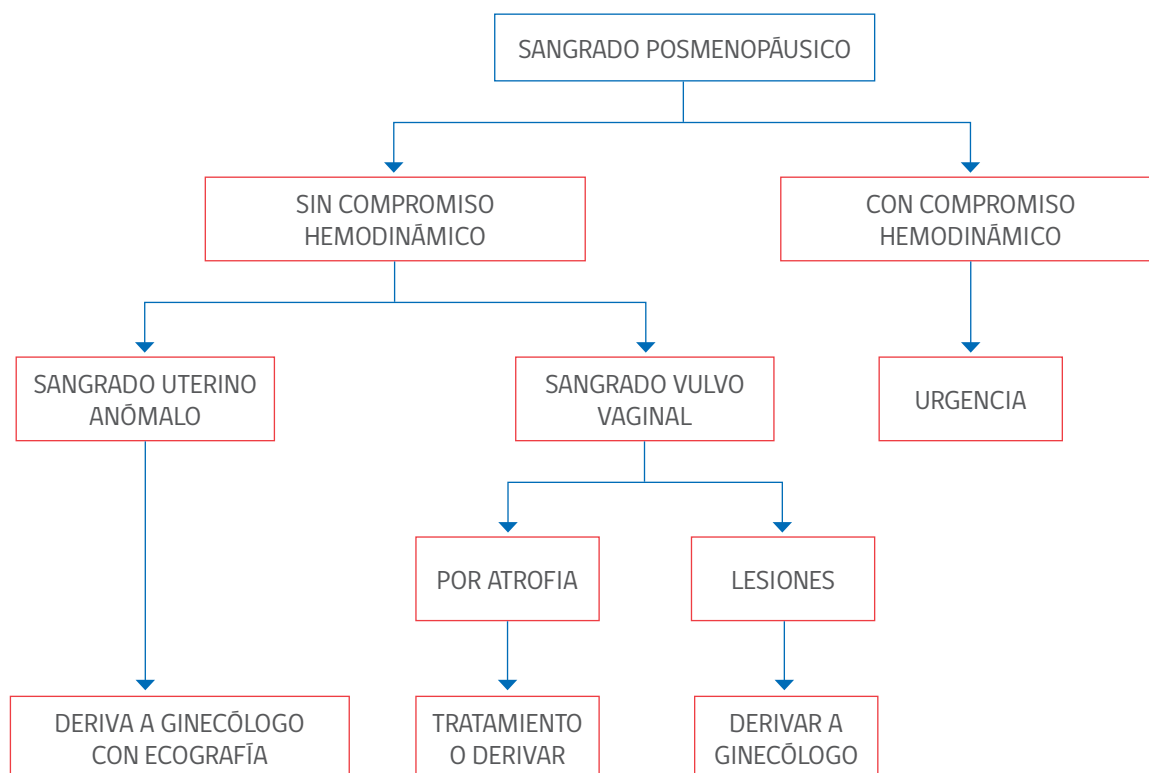 SANGRADO POSMENOPÁUSICO
SIN COMPROMISO
HEMODINÁMICO
CON COMPROMISO
HEMODINÁMICO
SANGRADO UTERINO
ANÓMALO
SANGRADO VULVO
VAGINAL
URGENCIA
POR ATROFIA
LESIONES
DERIVA A GINECÓLOGO
CON ECOGRAFÍA
TRATAMIENTO
O DERIVAR
DERIVAR A
GINECÓLOGO